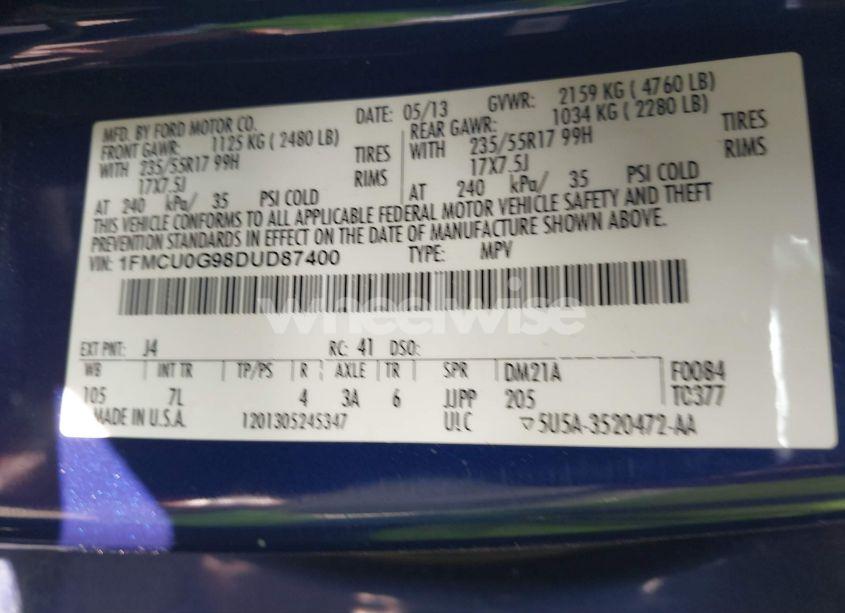 MFD. BY FORD MOTOR CO. DATE: 05/13 GVWR: 2159 KG ( 4760 LB)
FRONT GAWR: 1125 KG ( 2480 LB) REAR GAWR: 1034 KG ( 2280 LB)
WITH 235/55R17 99H TIRES WITH 235/55R17 99H TIRES
17X7.5J RIMS 17X7.5J RIMS
AT 240 kPa/ 35 PSI COLD AT 240 kPa/ 35 PSI COLD
THIS VEHICLE CONFORMS TO ALL APPLICABLE FEDERAL MOTOR VEHICLE SAFETY AND THEFT
PREVENTION STANDARDS IN EFFECT ON THE DATE OF MANUFACTURE SHOWN ABOVE.
VIN: 1FMCU0G98DUD87400 TYPE: MPV
wheelwise
EXT PNT: J4 RC: 41 DSO:
WB INT TR TP/PS R AXLE TR SPR DM21A F0084
105 7L 4 3A 6 JJPP 205 TC377
MADE IN U.S.A. 1201305245347 ULC ▽5U5A-3520472-AA